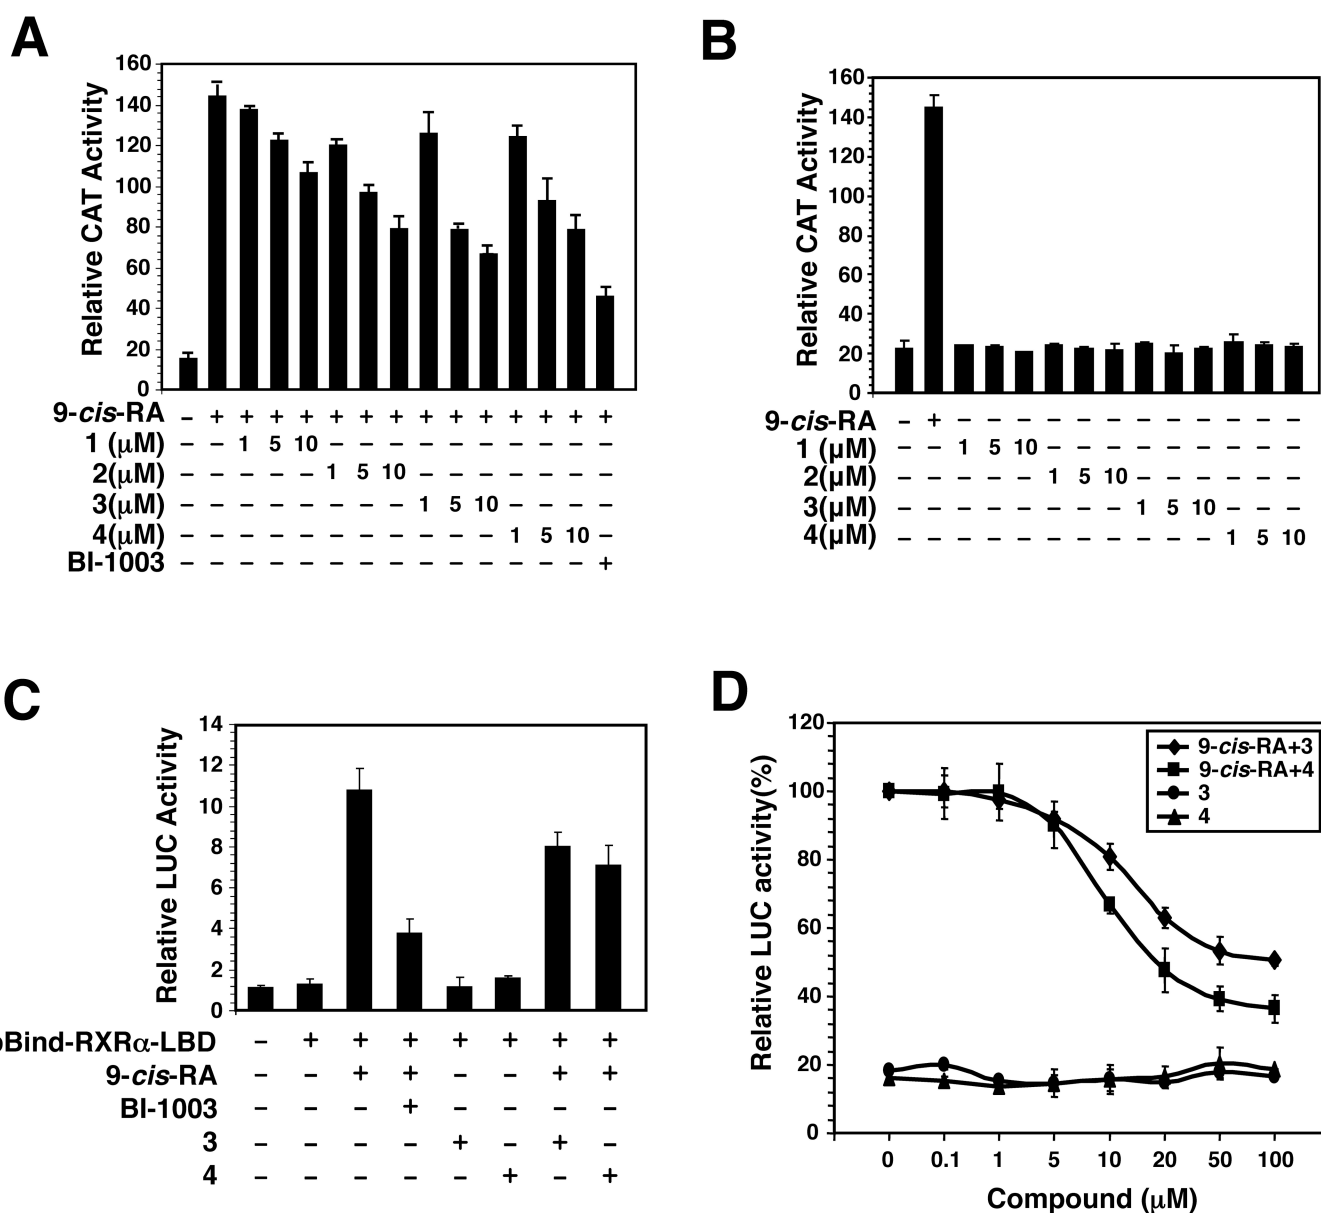 A
Relative CAT Activity
160
140
120
100
80
60
40
20
0
9-cis-RA – + + + + + + + + + + + + + +
1 (μM) – – 1 5 10 – – – – – – – – – –
2(μM) – – – – – 1 5 10 – – – – – – –
3(μM) – – – – – – – – 1 5 10 – – – –
4(μM) – – – – – – – – – – – 1 5 10 –
BI-1003 – – – – – – – – – – – – – – +
B
Relative CAT Activity
160
140
120
100
80
60
40
20
0
9-cis-RA – + – – – – – – – – – – – –
1 (μM) – – 1 5 10 – – – – – – – – –
2(μM) – – – – – 1 5 10 – – – – – –
3(μM) – – – – – – – – 1 5 10 – – –
4(μM) – – – – – – – – – – – 1 5 10
C
Relative LUC Activity
14
12
10
8
6
4
2
0
pBind-RXRα-LBD – + + + + + + +
9-cis-RA – – + + – – + +
BI-1003 – – – + – – – –
3 – – – – + – + –
4 – – – – – + – +
D
Relative LUC activity(%)
120
100
80
60
40
20
0
9-cis-RA+3
9-cis-RA+4
3
4
0 0.1 1 5 10 20 50 100
Compound (μM)